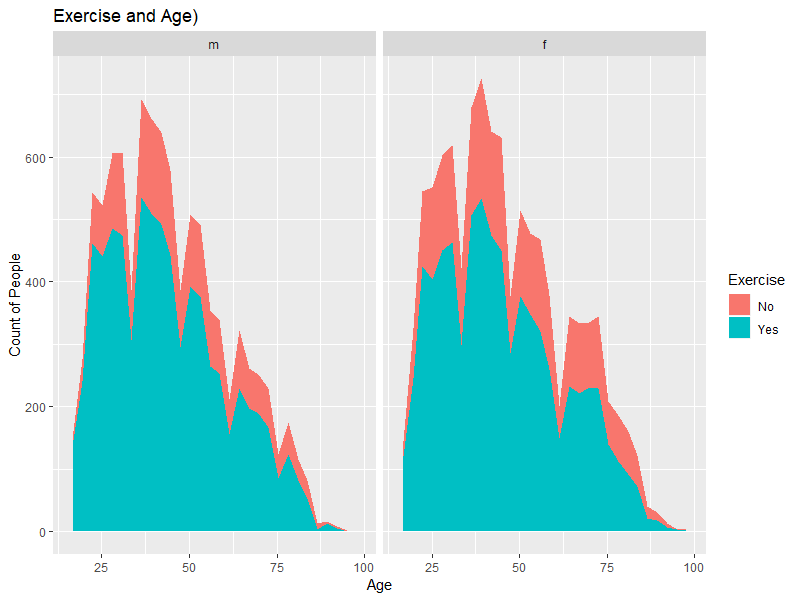 Exercise and Age)
m
f
600
400
200
0
Count of People
25
50
75
100
25
50
75
100
Age
Exercise
No
Yes